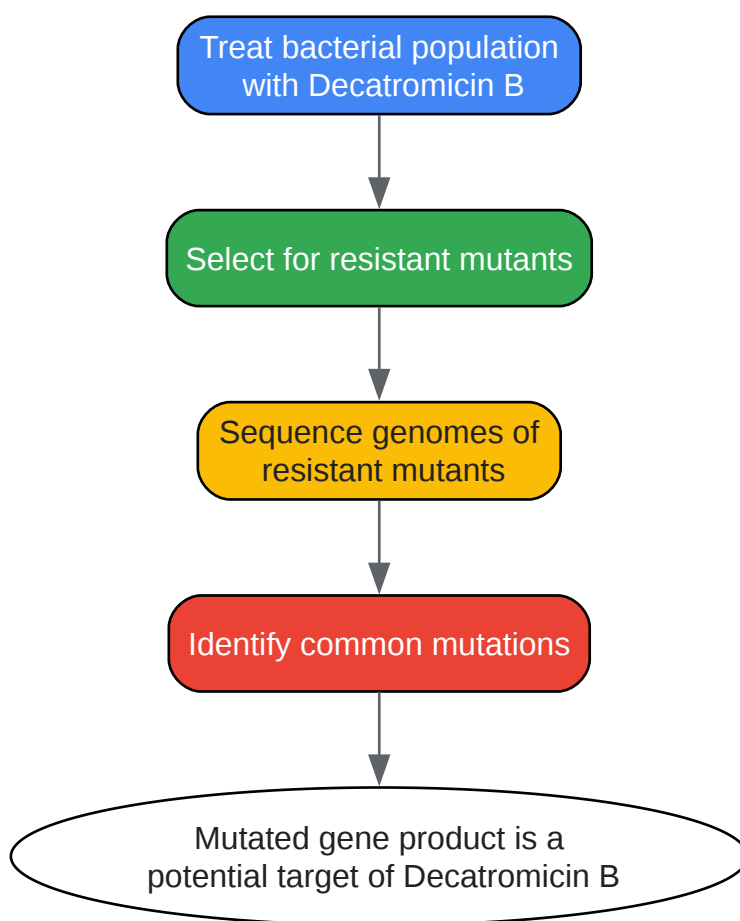 Treat bacterial population
with Decatromicin B
Select for resistant mutants
Sequence genomes of
resistant mutants
Identify common mutations
Mutated gene product is a
potential target of Decatromicin B